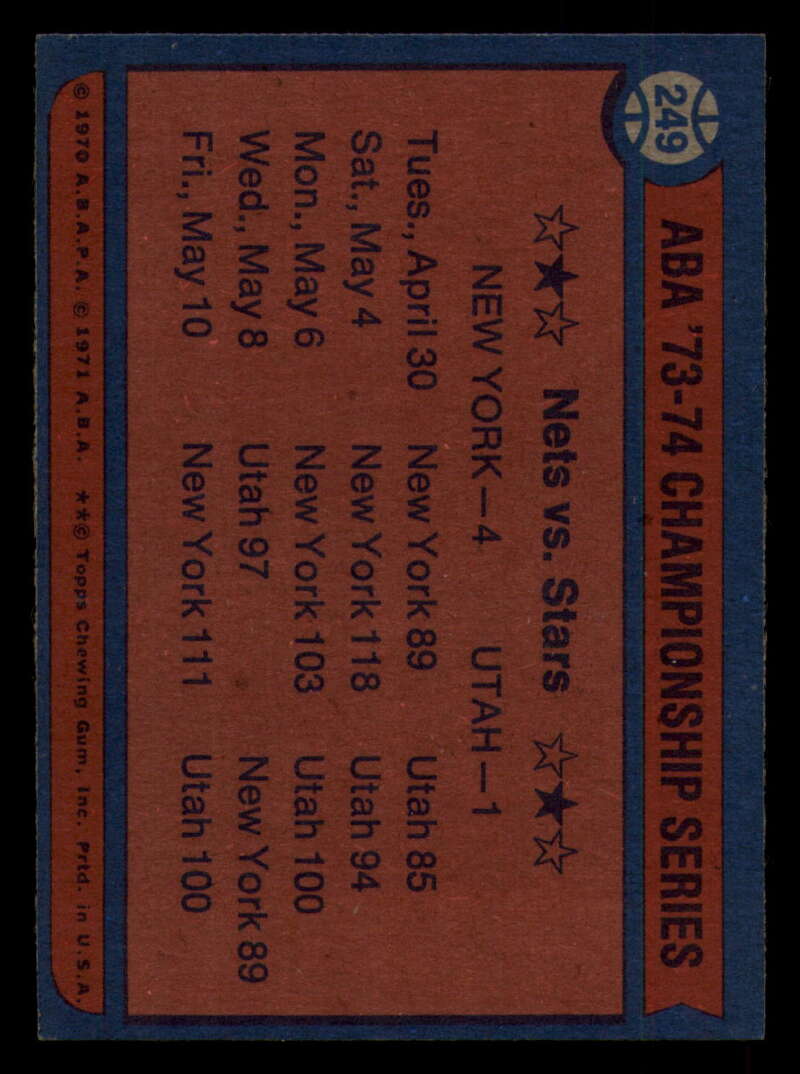 249
ABA '73-74 CHAMPIONSHIP SERIES
☆★☆ Nets vs. Stars ☆★☆
NEW YORK—4 UTAH—1
Tues., April 30 New York 89 Utah 85
Sat., May 4 New York 118 Utah 94
Mon., May 6 New York 103 Utah 100
Wed., May 8 Utah 97 New York 89
Fri., May 10 New York 111 Utah 100
© 1970 A.B.A.P.A. © 1971 A.B.A. **© Topps Chewing Gum, Inc. Prtd. in U.S.A.